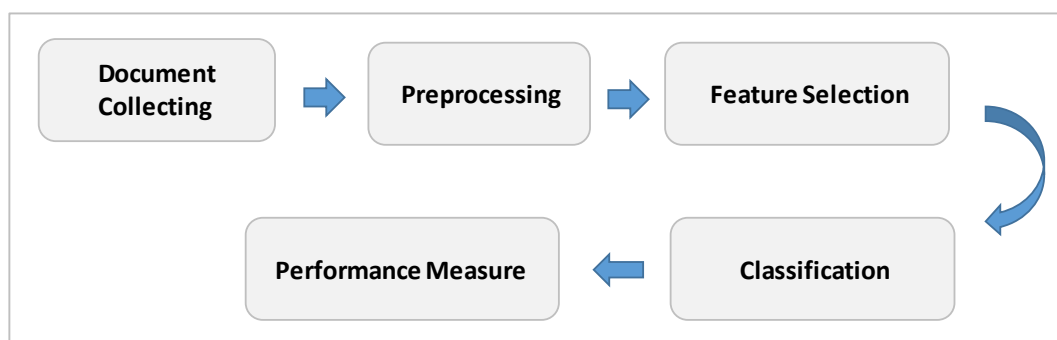 Document
Collecting
Preprocessing
Feature Selection
Classification
Performance Measure